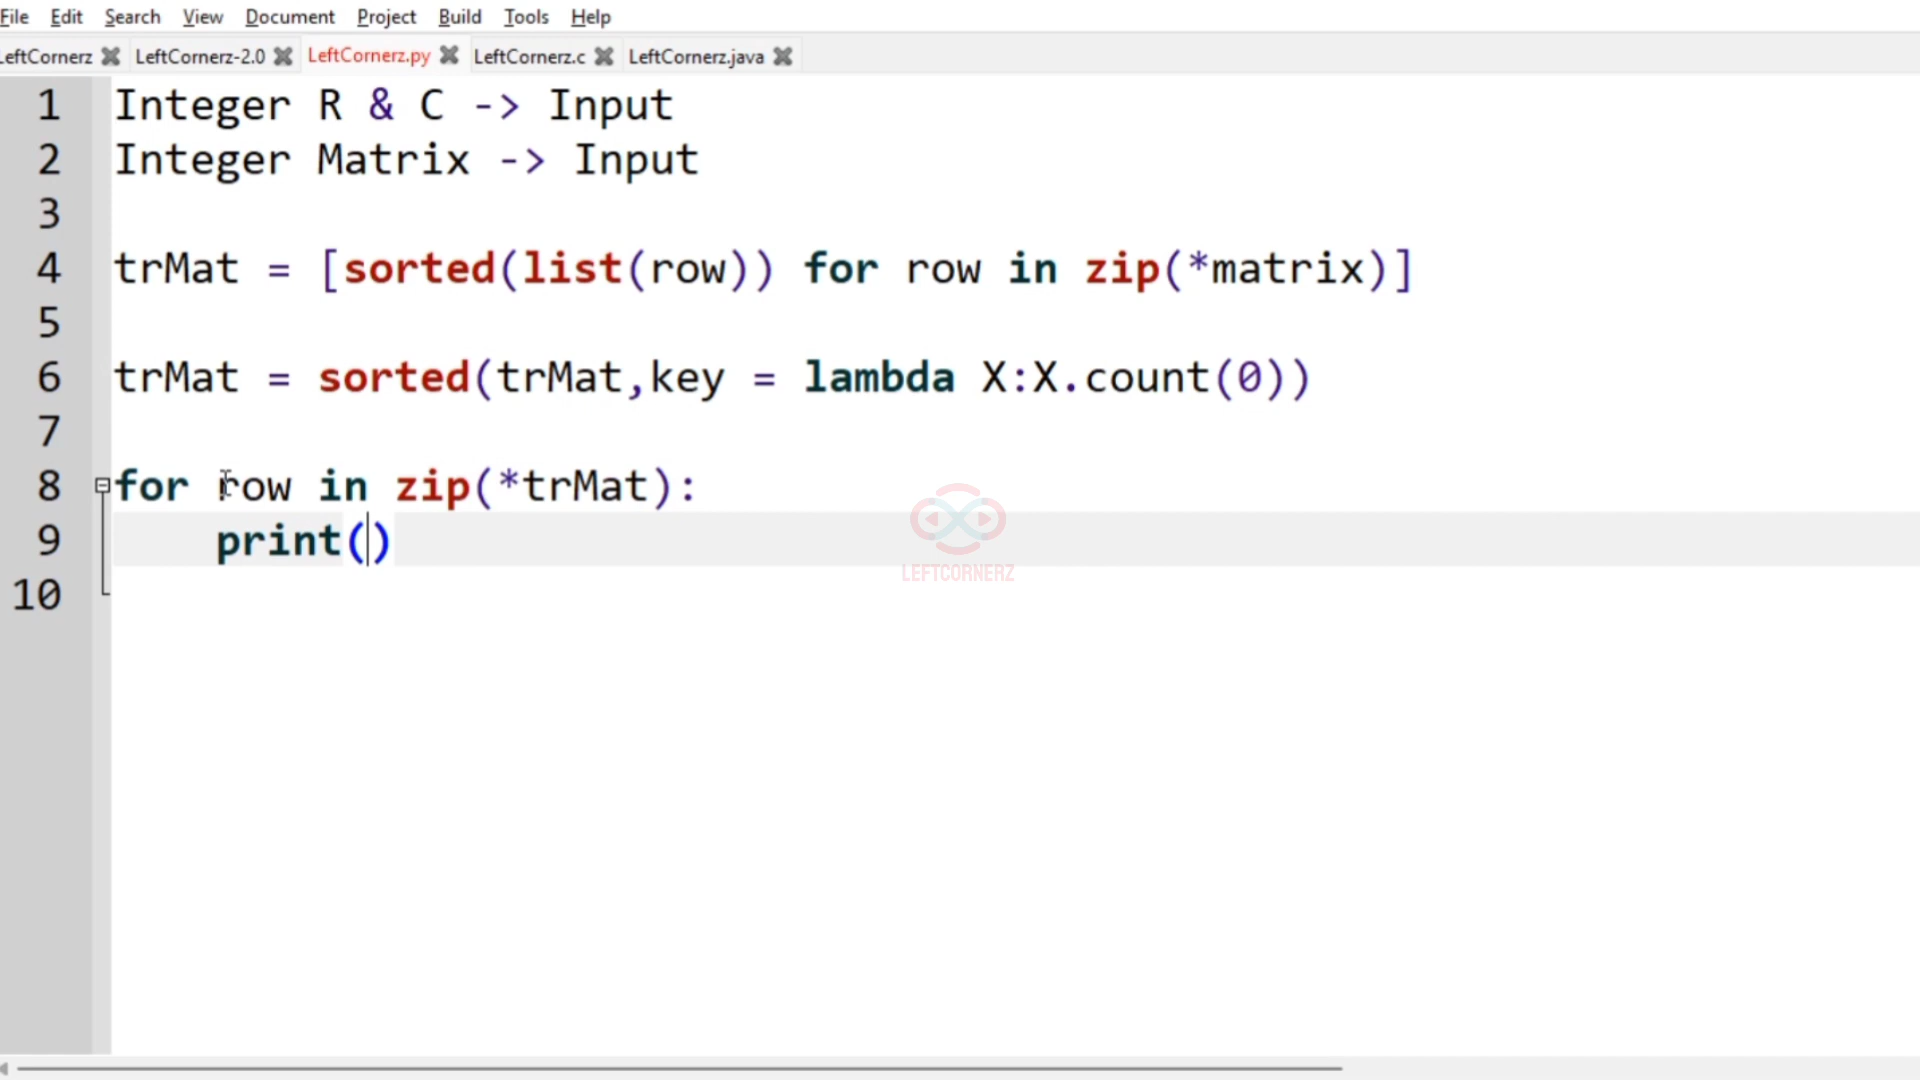 File Edit Search View Document Project Build Tools Help
LeftCornerz LeftCornerz-2.0 LeftCornerz.py LeftCornerz.c LeftCornerz.java
1 Integer R & C -> Input
2 Integer Matrix -> Input
3
4 trMat = [sorted(list(row)) for row in zip(*matrix)]
5
6 trMat = sorted(trMat,key = lambda X:X.count(0))
7
8 for row in zip(*trMat):
9     print()
10
LEFTCORNERZ